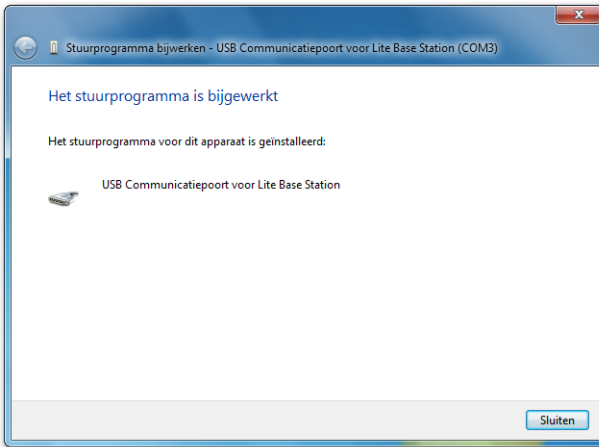 Stuurprogramma bijwerken - USB Communicatiepoort voor Lite Base Station (COM3)
Het stuurprogramma is bijgewerkt
Het stuurprogramma voor dit apparaat is geïnstalleerd:
USB Communicatiepoort voor Lite Base Station
Sluiten